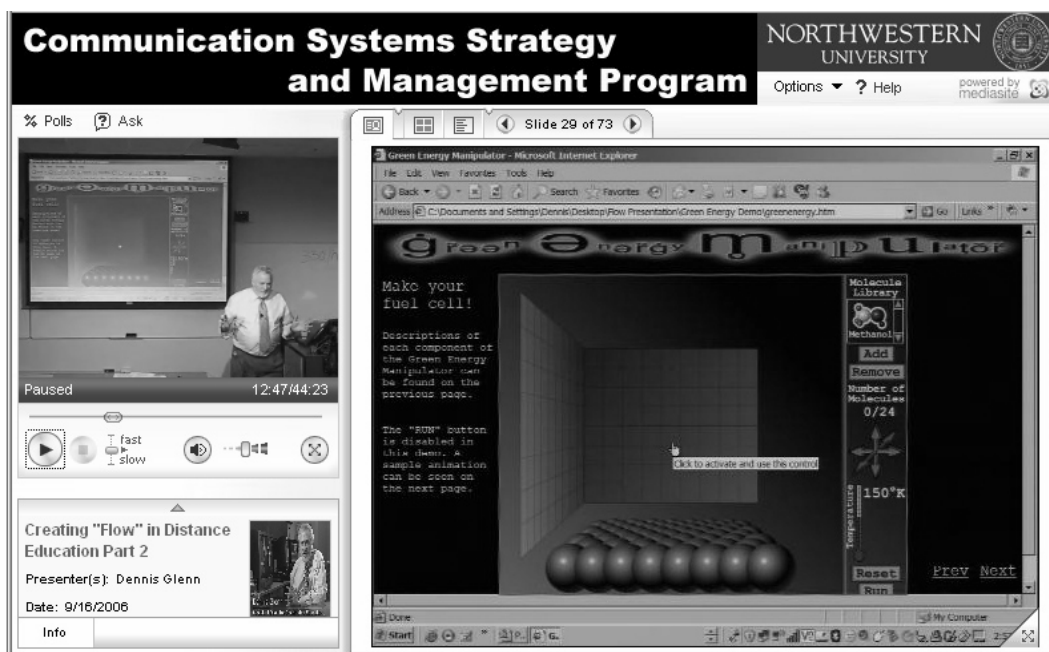 Communication Systems Strategy
and Management Program
NORTHWESTERN
UNIVERSITY
Options ? Help
powered by
mediasite
% Polls ? Ask
Slide 29 of 73
Paused 12:47/44:23
fast
slow
Creating "Flow" in Distance
Education Part 2
Presenter(s): Dennis Glenn
Date: 9/16/2006
Info
Green Energy Manipulator - Microsoft Internet Explorer
File Edit View Favorites Tools Help
Back Search Favorites
Address C:\Documents and Settings\Dennis\Desktop\Flow Presentation\Green Energy Demo\greenenergy.htm Go Links »
Green Energy Manipulator
Make your
fuel cell!
Descriptions of
each component of
the Green Energy
Manipulator can
be found on the
previous page.
The "RUN" button
is disabled in
this demo. A
sample animation
can be seen on
the next page.
Click to activate and use this control
Molecule
Library
Methanol
Add
Remove
Number of
Molecules
0/24
Temperature
150°K
Reset
Run
Prev Next
Done My Computer
Start » P... G..